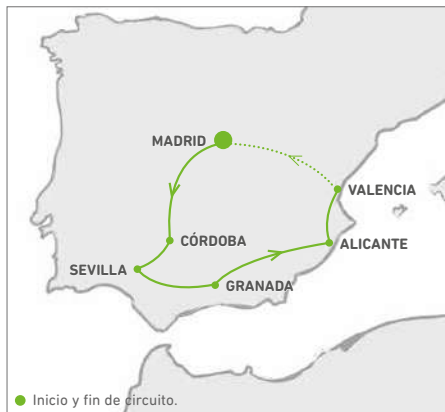 MADRID
VALENCIA
CÓRDOBA
ALICANTE
SEVILLA
GRANADA
Inicio y fin de circuito.